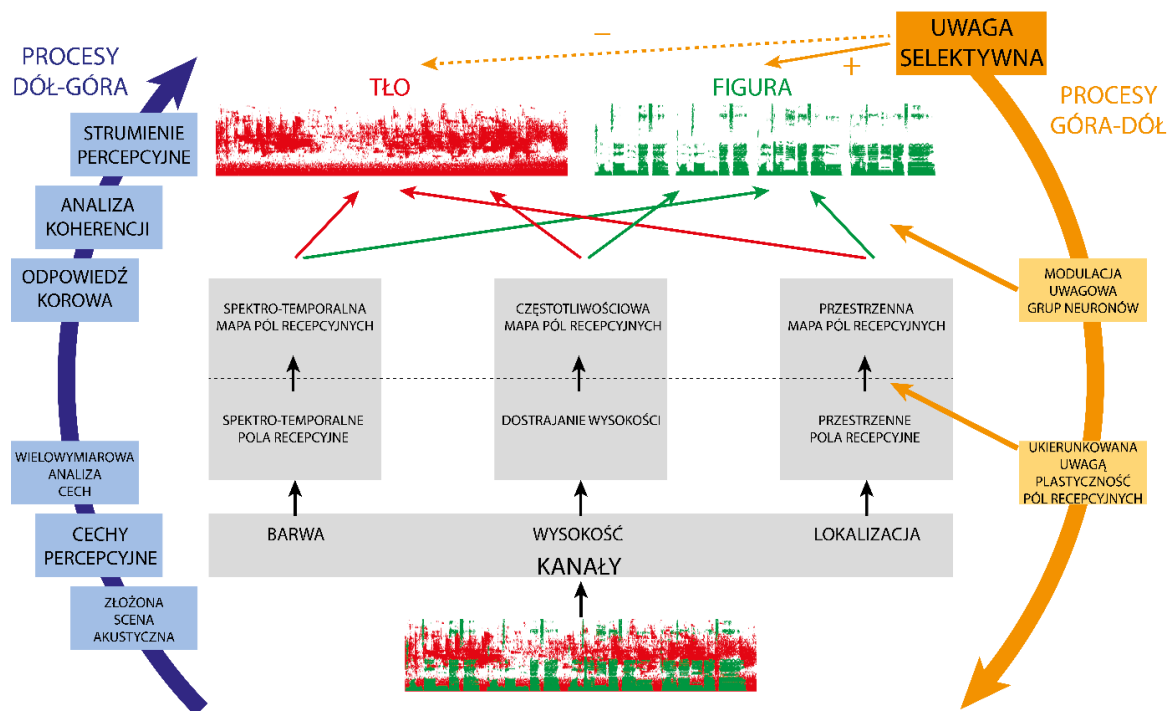 PROCESY
DÓŁ-GÓRA
STRUMIENIE
PERCEPCYJNE
ANALIZA
KOHERENCJI
ODPOWIEDŹ
KOROWA
WIELOWYMIAROWA
ANALIZA
CECH
CECHY
PERCEPCYJNE
ZŁOŻONA
SCENA
AKUSTYCZNA
–
+
TŁO
FIGURA
SPEKTRO-TEMPORALNA
MAPA PÓL RECEPCYJNYCH
CZĘSTOTLIWOŚCIOWA
MAPA PÓL RECEPCYJNYCH
PRZESTRZENNA
MAPA PÓL RECEPCYJNYCH
SPEKTRO-TEMPORALNE
POLA RECEPCYJNE
DOSTRAJANIE WYSOKOŚCI
PRZESTRZENNE
POLA RECEPCYJNE
BARWA
WYSOKOŚĆ
LOKALIZACJA
KANAŁY
UWAGA
SELEKTYWNA
PROCESY
GÓRA-DÓŁ
MODULACJA
UWAGOWA
GRUP NEURONÓW
UKIERUNKOWANA
UWAGĄ
PLASTYCZNOŚĆ
PÓL RECEPCYJNYCH